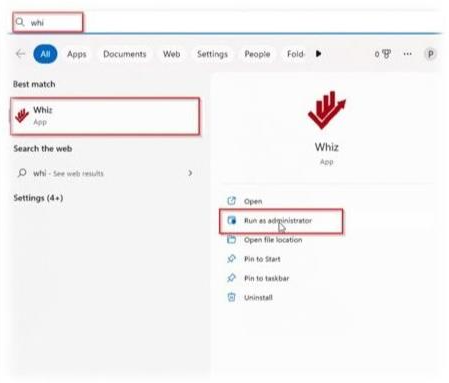 whi
All Apps Documents Web Settings People Fold- 0 ... P
Best match
Whiz
App
Search the web
whi - See web results
Settings (4+)
Whiz
App
Open
Run as administrator
Open file location
Pin to Start
Pin to taskbar
Uninstall